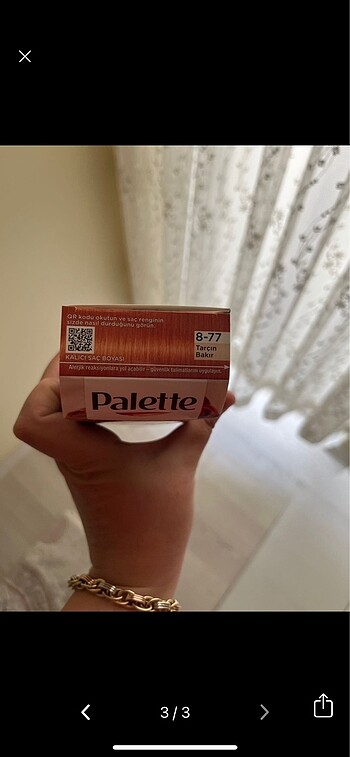 QR kodu okutun ve saç renginin
sizde nasıl durduğunu görün.
8-77
Tarçın
Bakır
KALICI SAÇ BOYASI
Alerjik reaksiyonlara yol açabilir – güvenlik talimatlarını uygulayın.
Palette
3/3